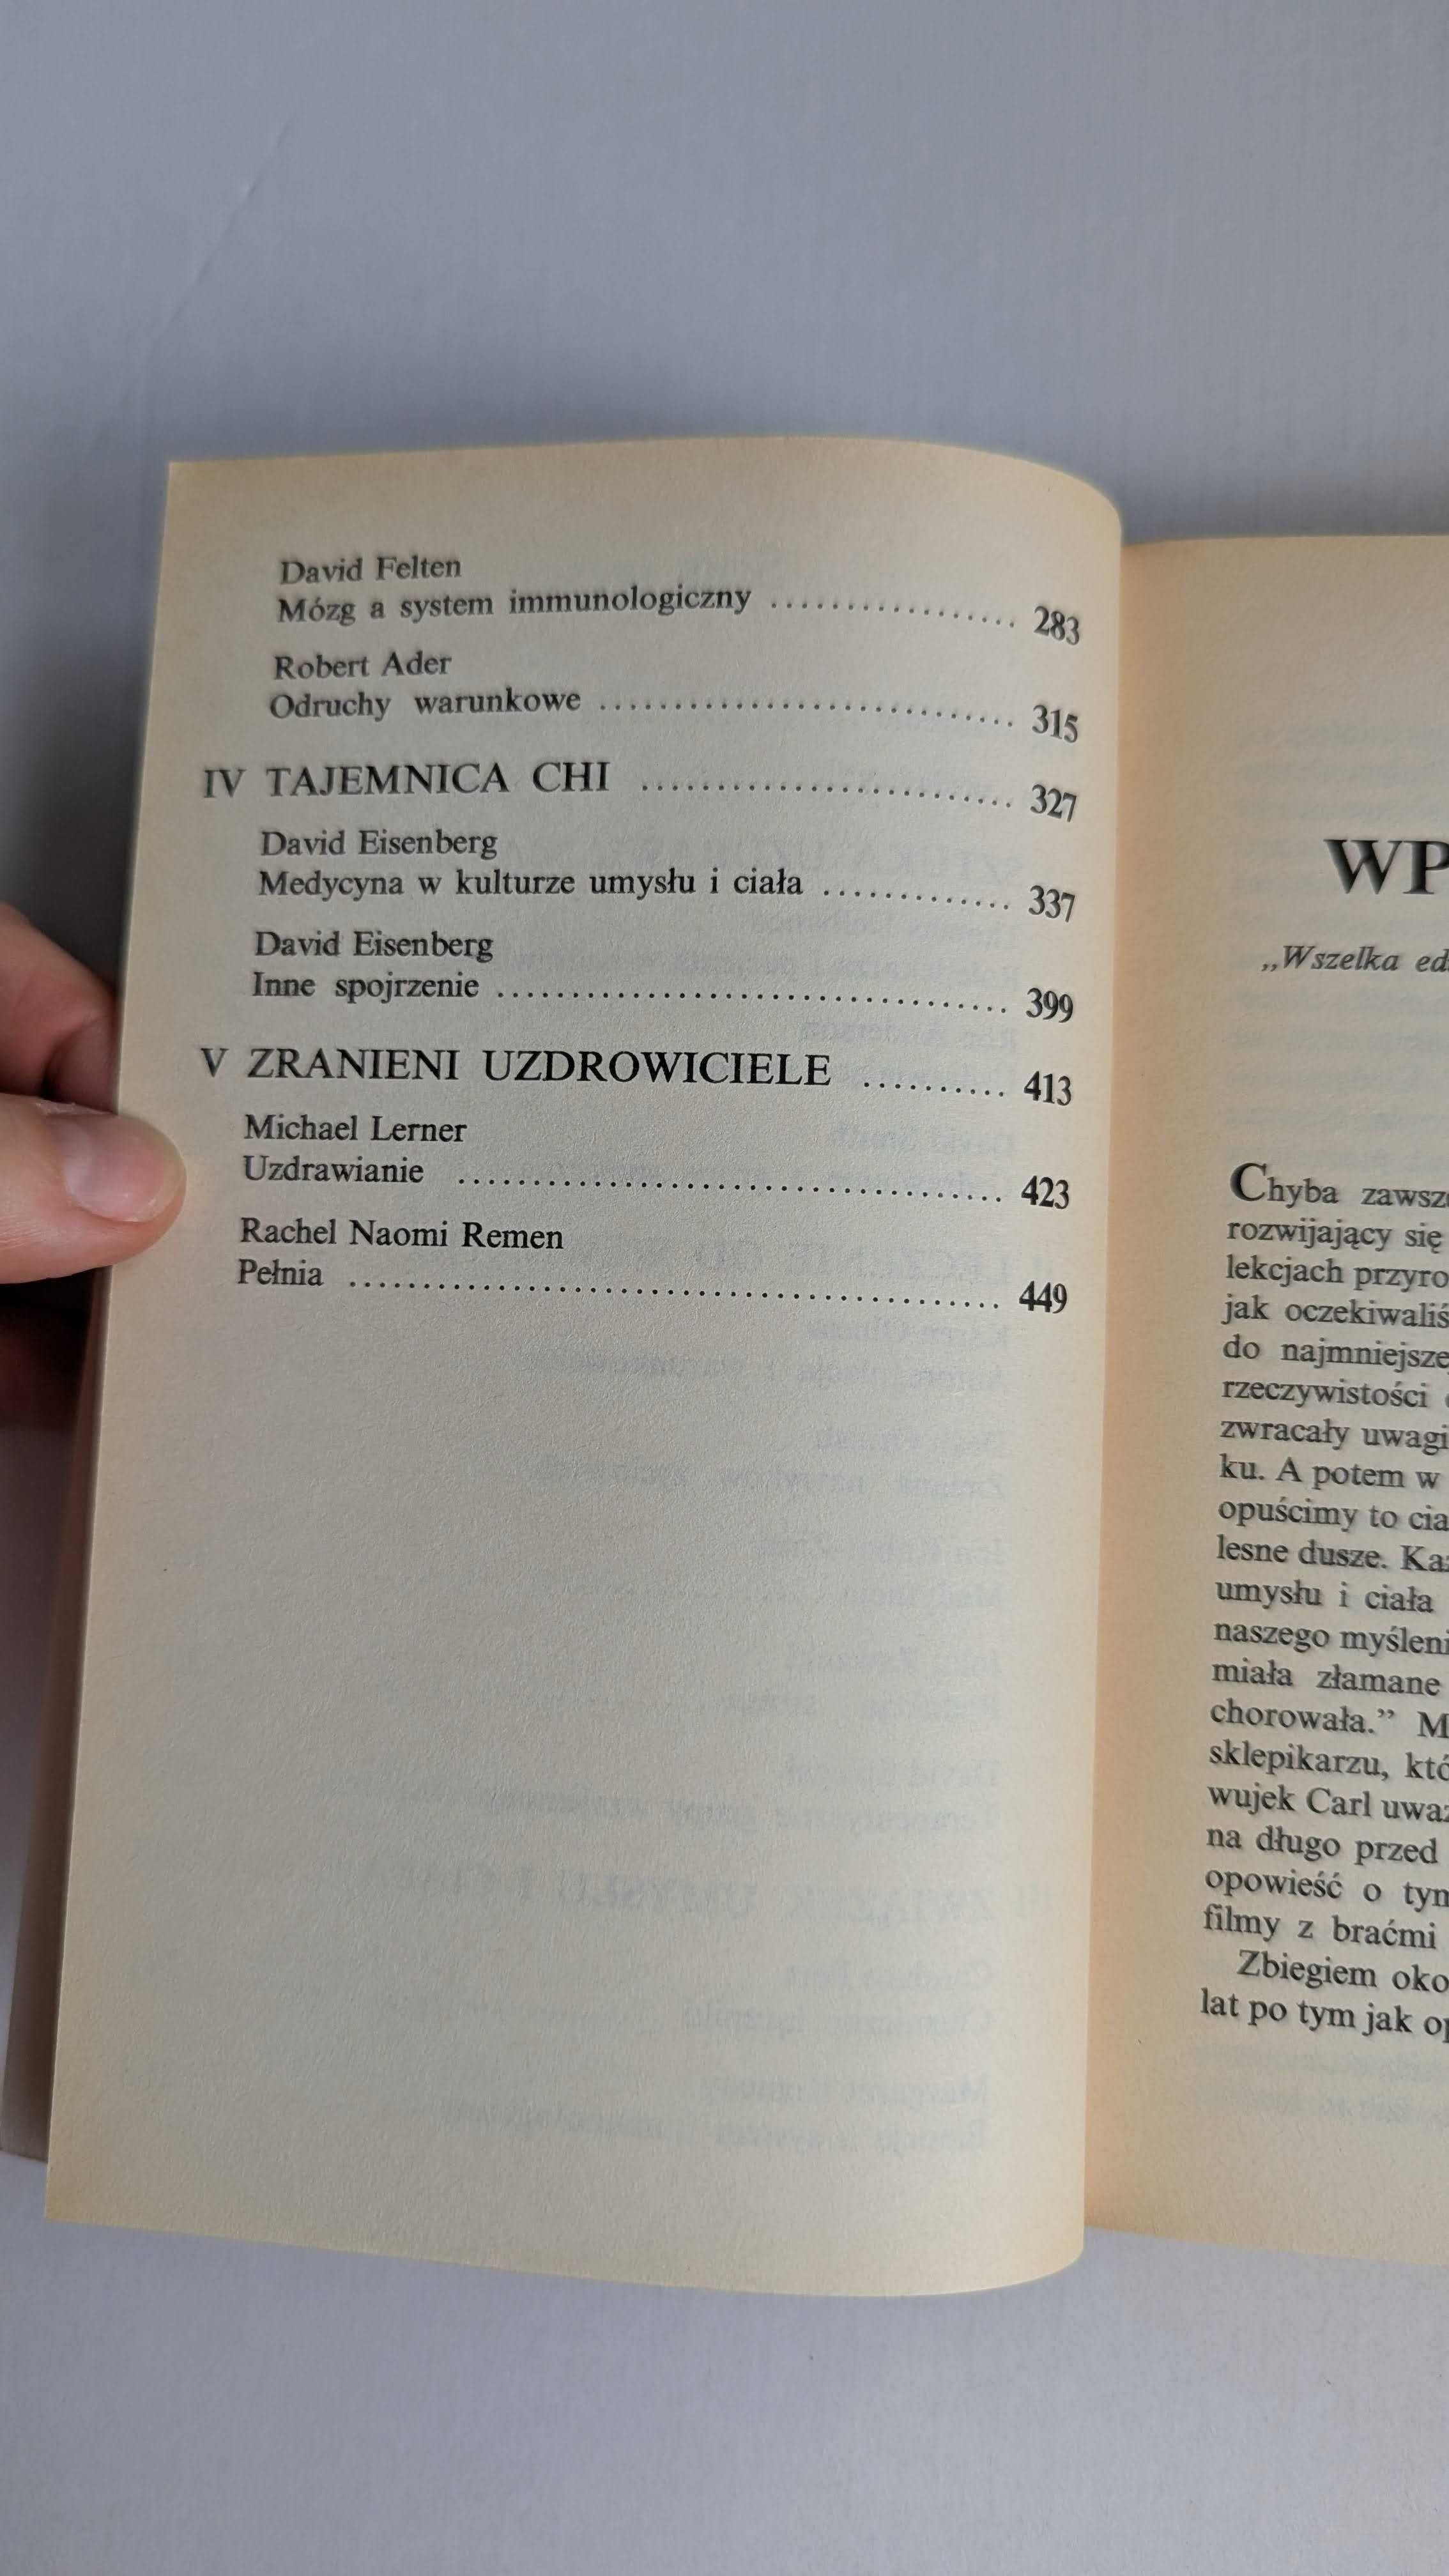 David Felten
Mózg a system immunologiczny ................. 283
Robert Ader
Odruchy warunkowe ............................. 315
IV TAJEMNICA CHI ......................... 327
David Eisenberg
Medycyna w kulturze umysłu i ciała ............. 337
David Eisenberg
Inne spojrzenie ................................... 399
V ZRANIENI UZDROWICIELE .......... 413
Michael Lerner
Uzdrawianie ..................................... 423
Rachel Naomi Remen
Pełnia ............................................ 449
WP
„Wszelka ed
Chyba zawsz
rozwijający się
lekcjach przyro
jak oczekiwaliś
do najmniejsze
rzeczywistości
zwracały uwagi
ku. A potem w
opuścimy to cia
lesne dusze. Ka
umysłu i ciała
naszego myśleni
miała złamane
chorowała.” M
sklepikarzu, któ
wujek Carl uwa
na długo przed
opowieść o tym
filmy z braćmi
Zbiegiem oko
lat po tym jak op